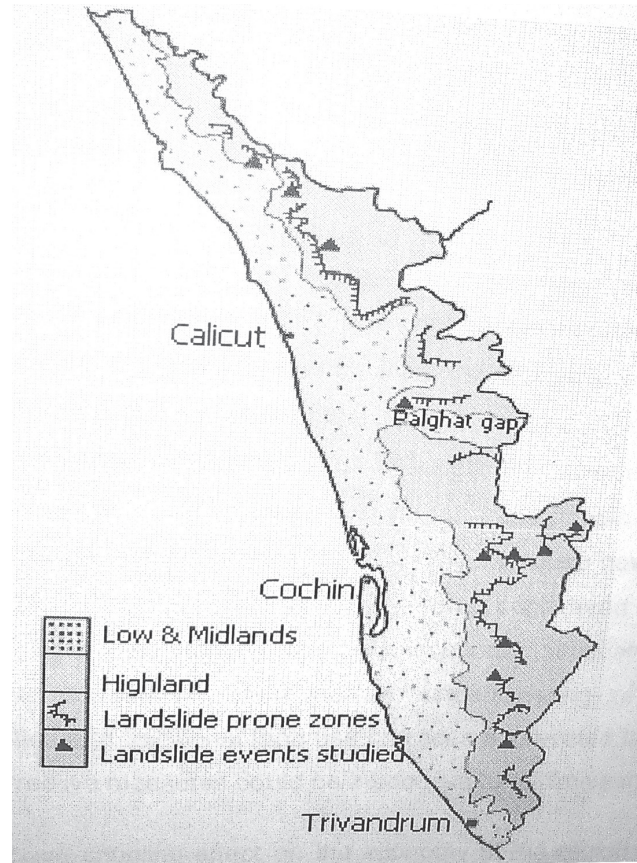 Calicut
Palghat gap
Cochin
Low & Midlands
Highland
Landslide prone zones
Landslide events studied
Trivandrum